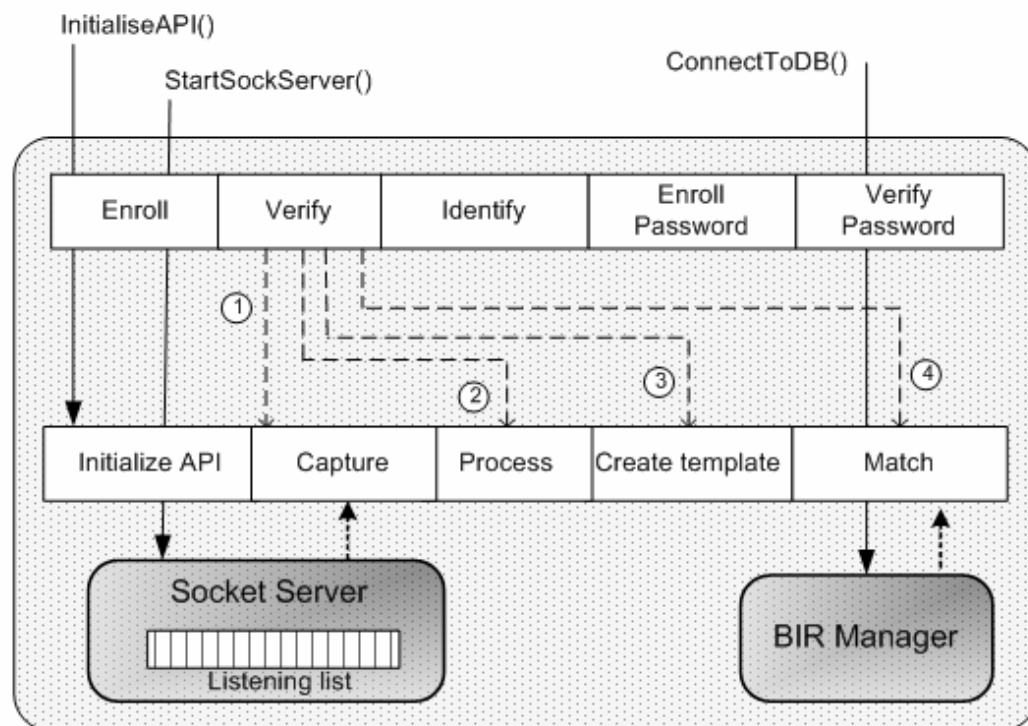 InitialiseAPI()
StartSockServer()
ConnectToDB()
Enroll
Verify
Identify
Enroll
Password
Verify
Password
1
2
3
4
Initialize API
Capture
Process
Create template
Match
Socket Server
Listening list
BIR Manager